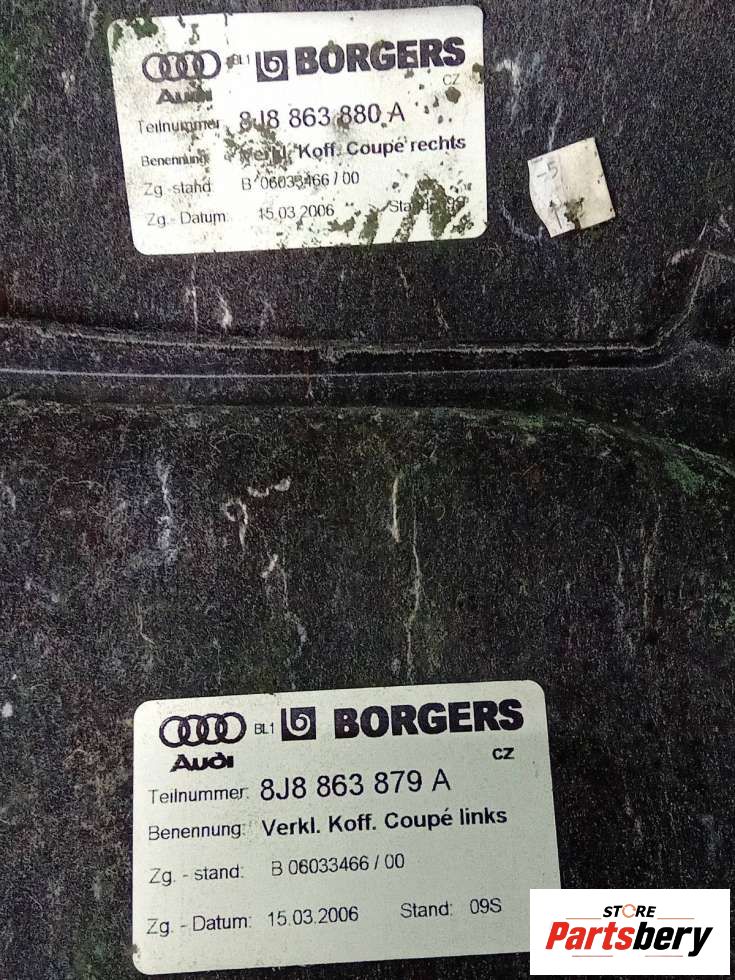 BL1 BORGERS
CZ
Audi
Teilnummer: 8J8 863 880 A
Benennung: Verkl. Koff. Coupé rechts
Zg.-stand: B 06033466 / 00
Zg.- Datum: 15.03.2006 Stand: 09S
BL1 BORGERS
Audi CZ
Teilnummer: 8J8 863 879 A
Benennung: Verkl. Koff. Coupé links
Zg. - stand: B 06033466 / 00
Zg. - Datum: 15.03.2006 Stand: 09S
STORE
Partsbery